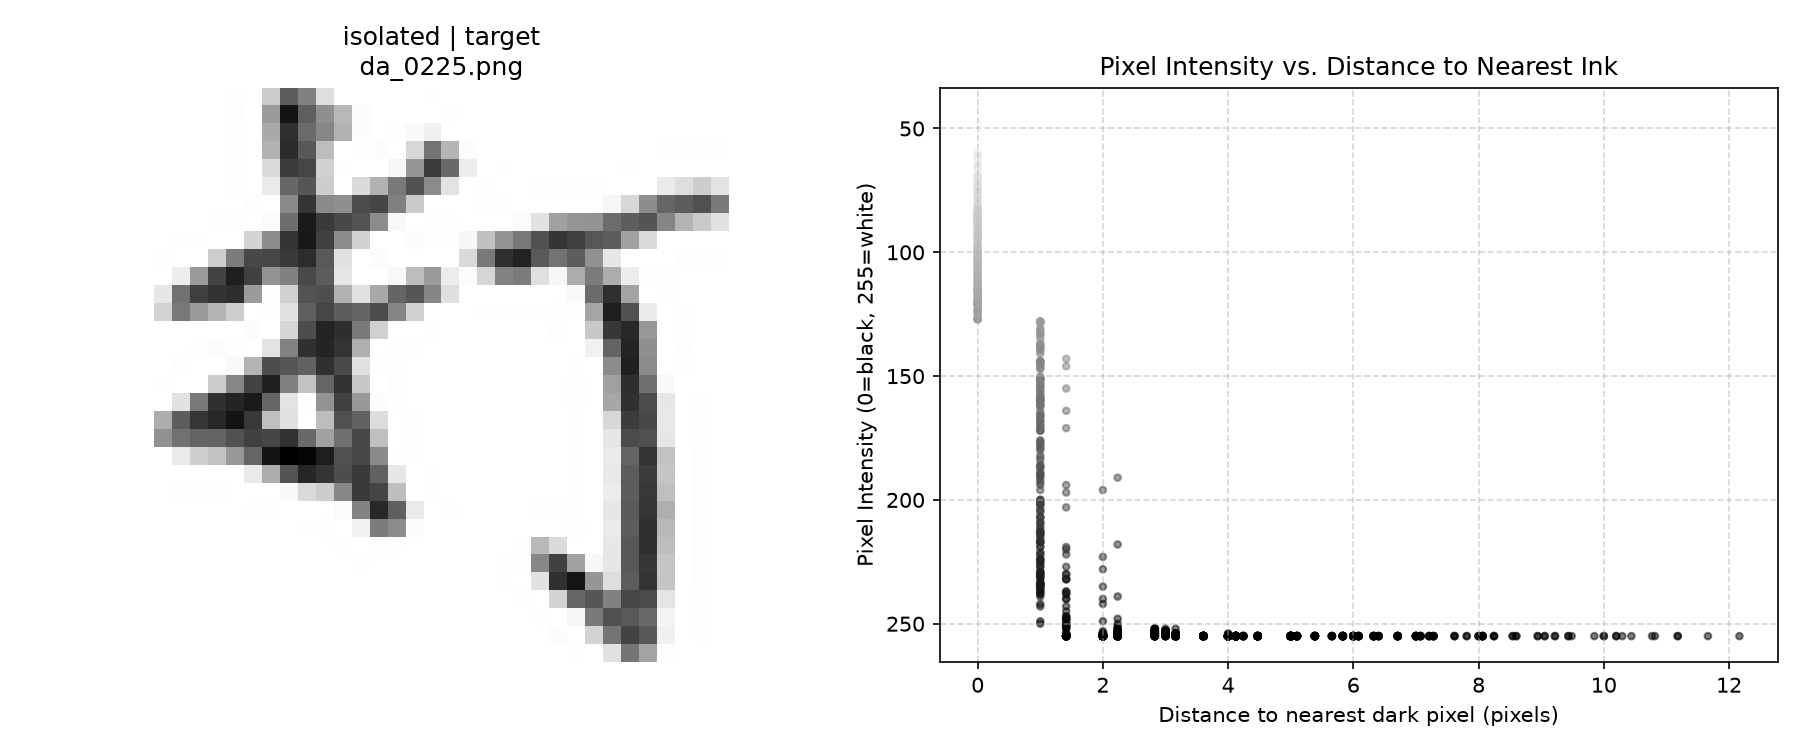 isolated | target
da_0225.png
打
Pixel Intensity vs. Distance to Nearest Ink
Pixel Intensity (0=black, 255=white)
50
100
150
200
250
0 2 4 6 8 10 12
Distance to nearest dark pixel (pixels)